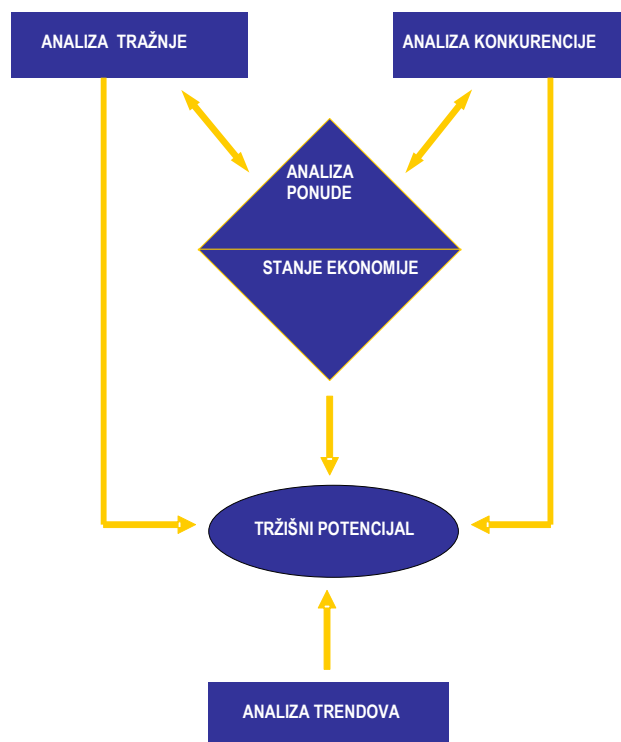 ANALIZA TRAŽNJE
ANALIZA KONKURENCIJE
ANALIZA
PONUDE
STANJE EKONOMIJE
TRŽIŠNI POTENCIJAL
ANALIZA TRENDOVA